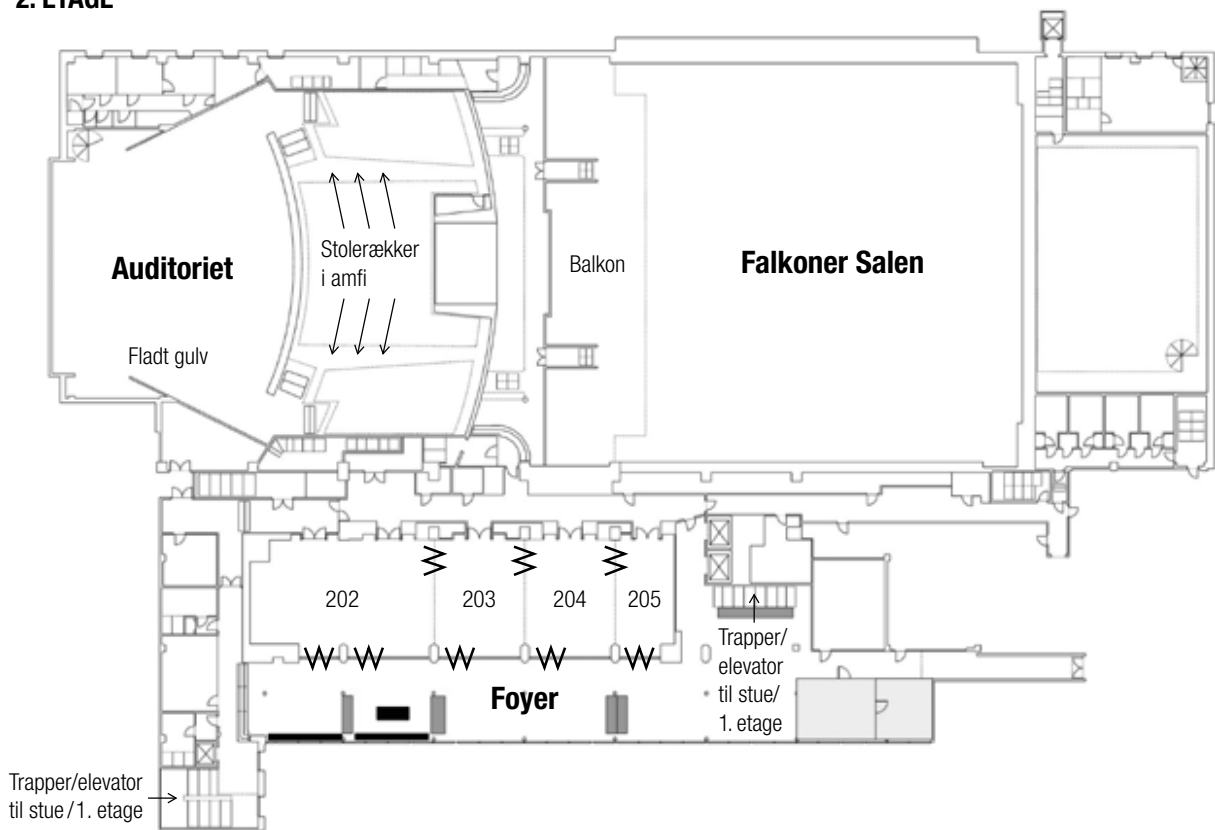 2. ETAGE
Auditoriet
Stolerækker
i amfi
Balkon
Falkoner Salen
Fladt gulv
202
203
204
205
Foyer
Trapper/
elevator
til stue/
1. etage
Trapper/elevator
til stue/1. etage